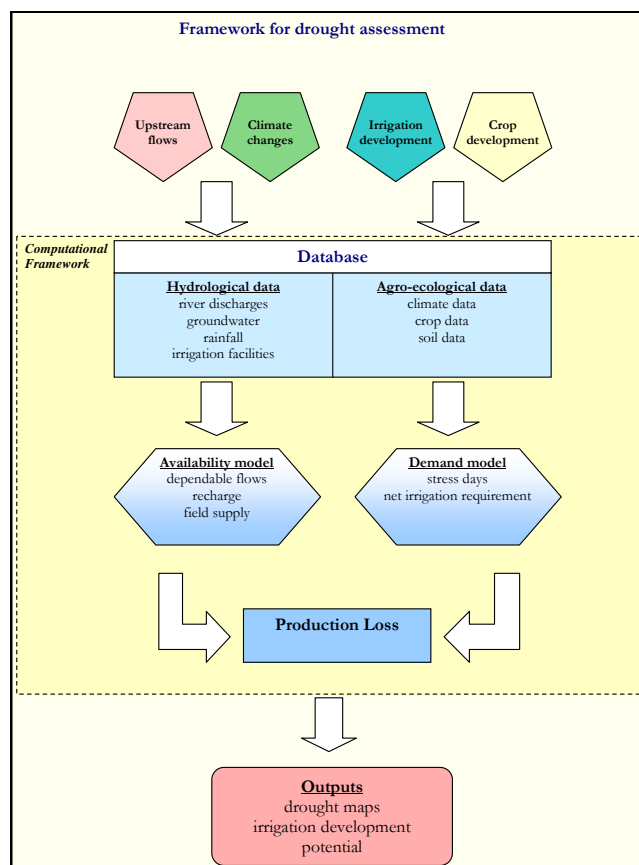 Framework for drought assessment
Upstream
flows
Climate
changes
Irrigation
development
Crop
development
Computational
Framework
Database
Hydrological data
river discharges
groundwater
rainfall
irrigation facilities
Agro-ecological data
climate data
crop data
soil data
Availability model
dependable flows
recharge
field supply
Demand model
stress days
net irrigation requirement
Production Loss
Outputs
drought maps
irrigation development
potential